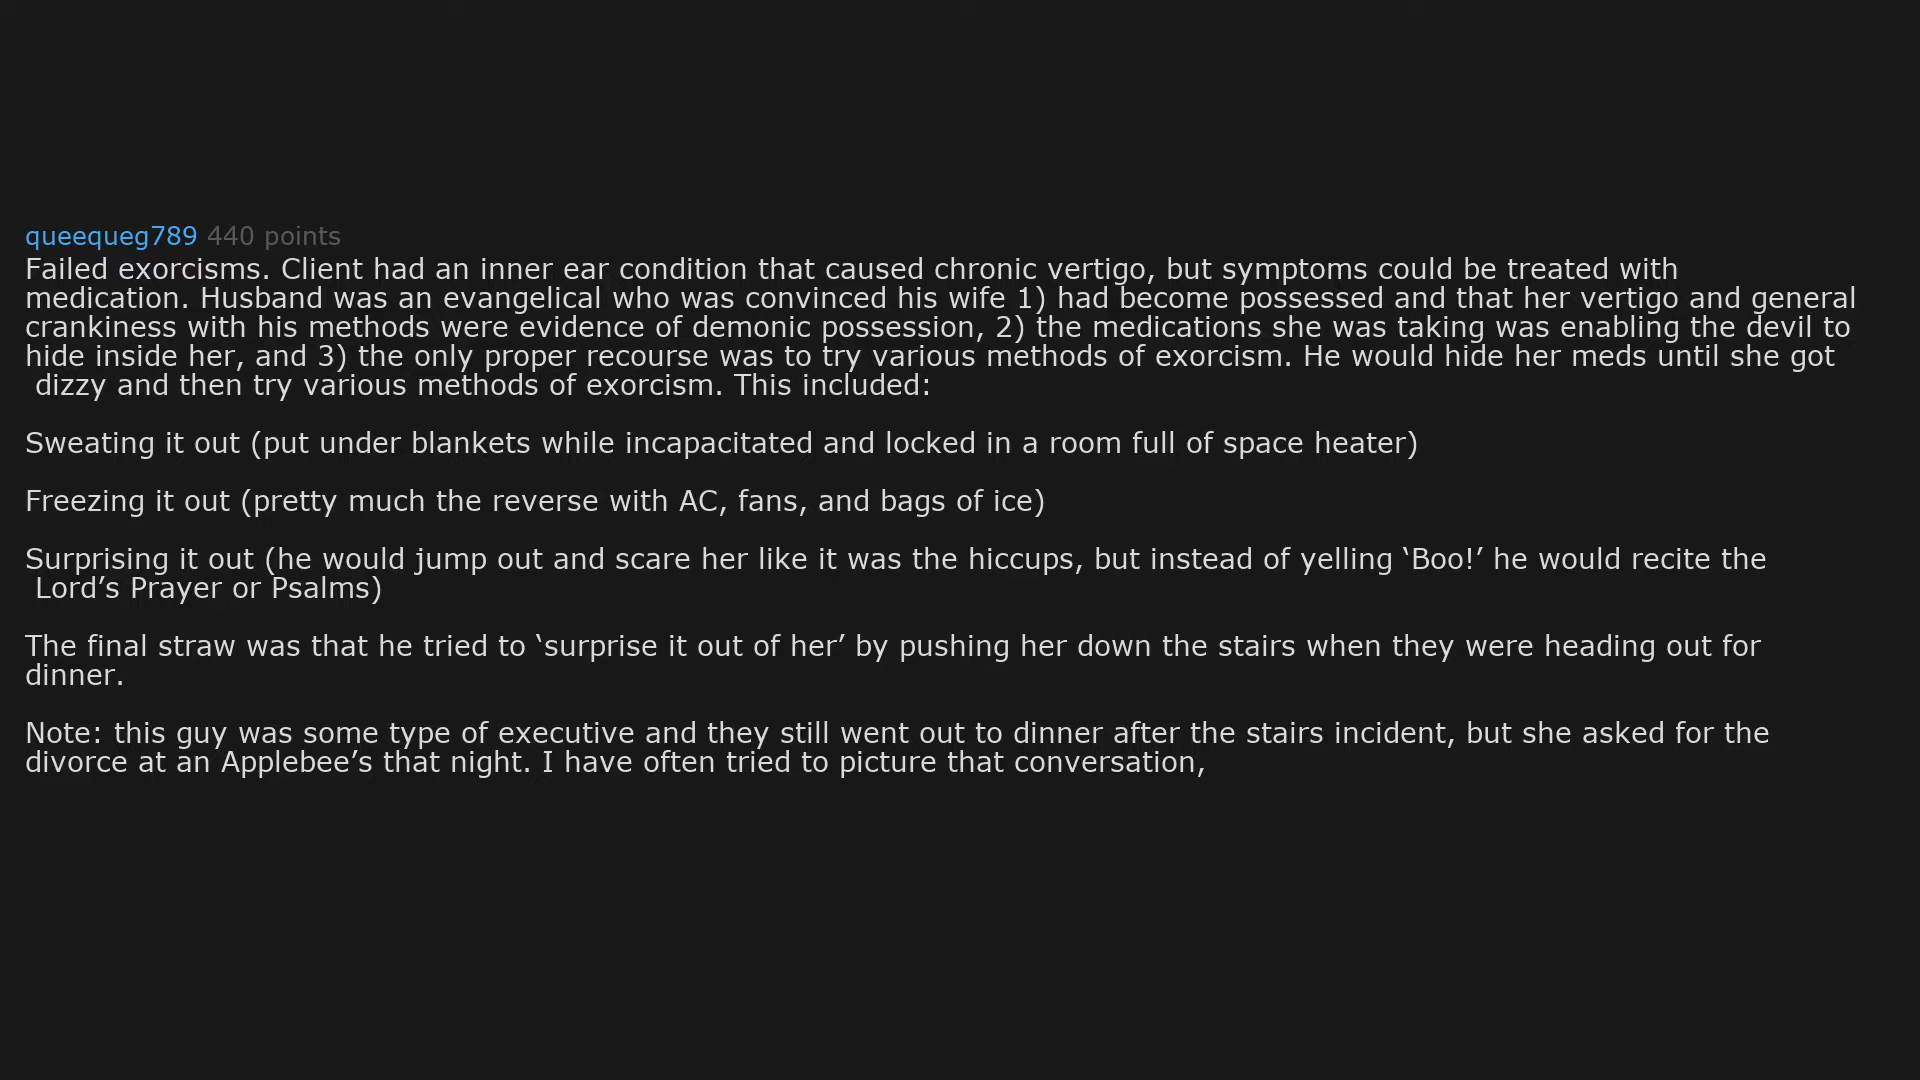 queequeg789 440 points
Failed exorcisms. Client had an inner ear condition that caused chronic vertigo, but symptoms could be treated with
medication. Husband was an evangelical who was convinced his wife 1) had become possessed and that her vertigo and general
crankiness with his methods were evidence of demonic possession, 2) the medications she was taking was enabling the devil to
hide inside her, and 3) the only proper recourse was to try various methods of exorcism. He would hide her meds until she got
dizzy and then try various methods of exorcism. This included:
Sweating it out (put under blankets while incapacitated and locked in a room full of space heater)
Freezing it out (pretty much the reverse with AC, fans, and bags of ice)
Surprising it out (he would jump out and scare her like it was the hiccups, but instead of yelling ‘Boo!’ he would recite the
Lord’s Prayer or Psalms)
The final straw was that he tried to ‘surprise it out of her’ by pushing her down the stairs when they were heading out for
dinner.
Note: this guy was some type of executive and they still went out to dinner after the stairs incident, but she asked for the
divorce at an Applebee’s that night. I have often tried to picture that conversation,